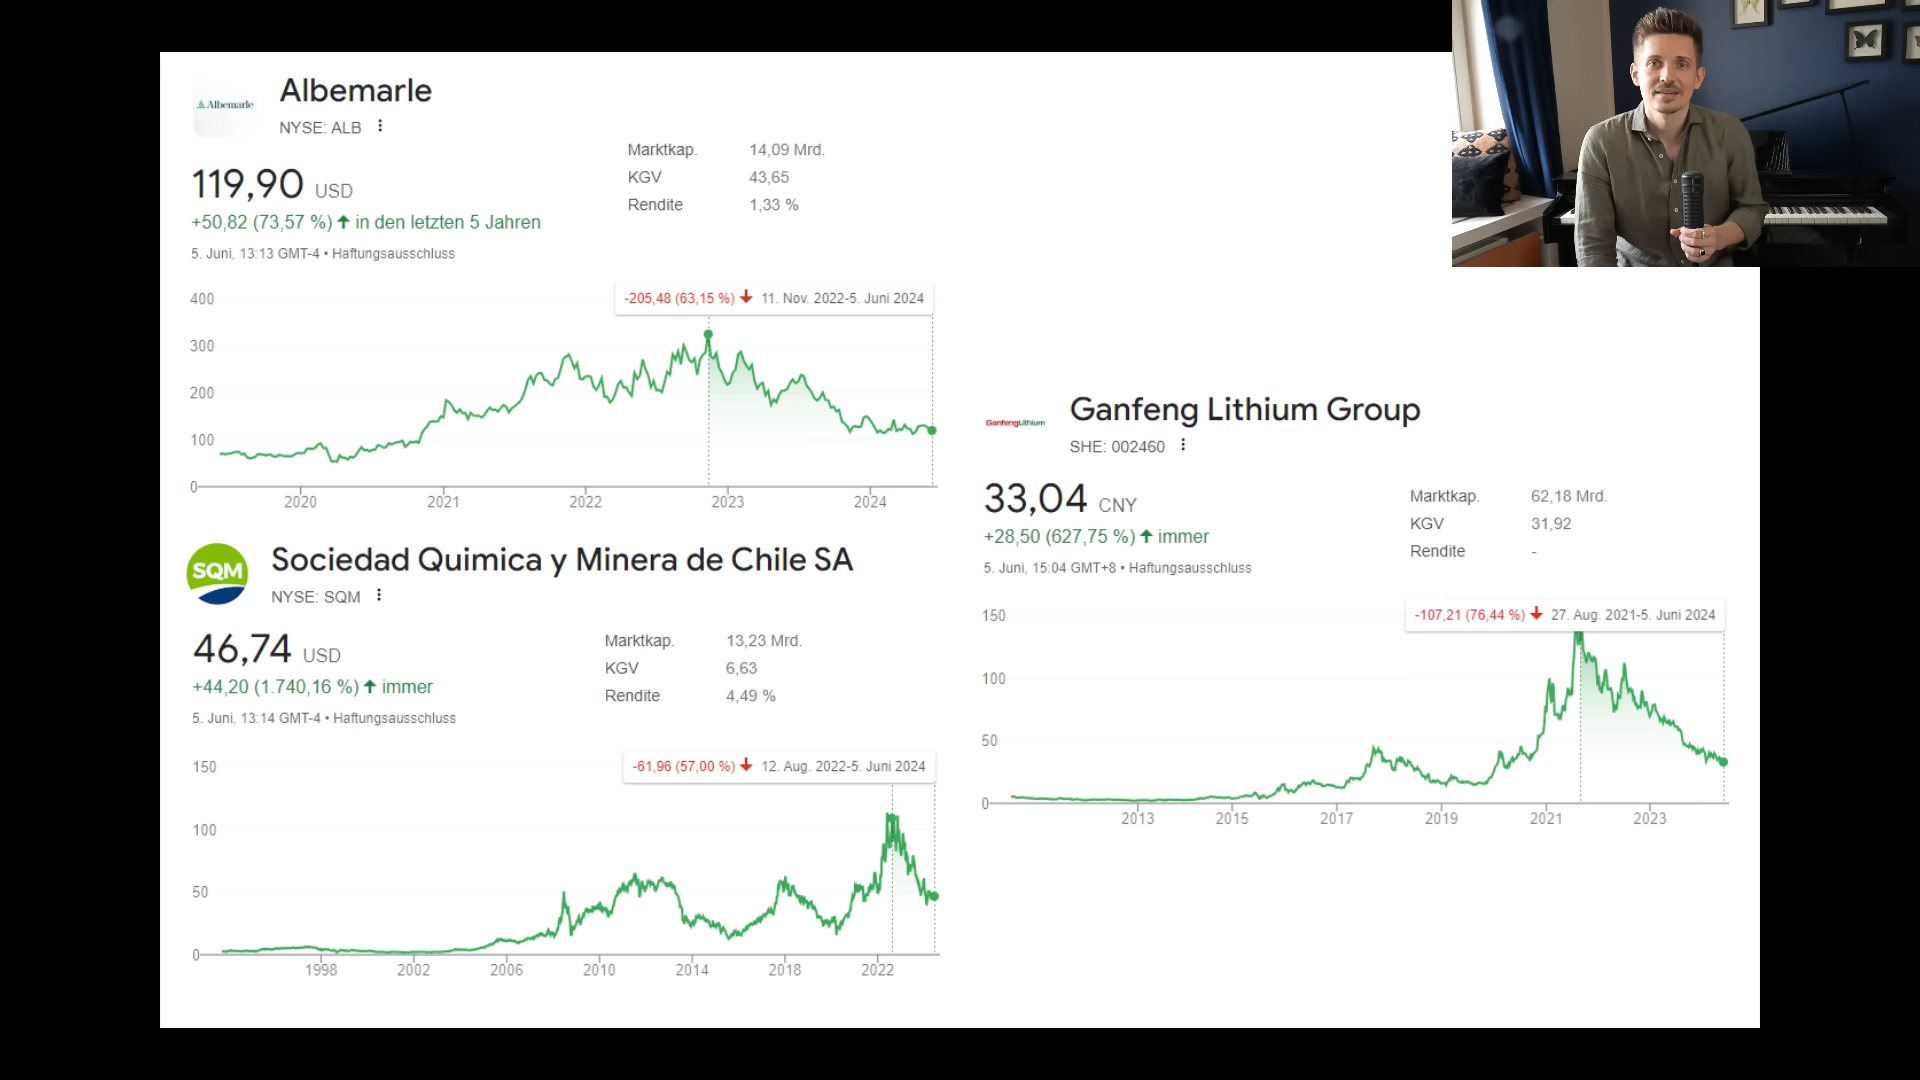 Albemarle
Albemarle
NYSE: ALB
119,90 USD
+50,82 (73,57 %) ↑ in den letzten 5 Jahren
5. Juni, 13:13 GMT-4 • Haftungsausschluss
Marktkap. 14,09 Mrd.
KGV 43,65
Rendite 1,33 %
-205,48 (63,15 %) ↓ 11. Nov. 2022-5. Juni 2024
400
300
200
100
0
2020 2021 2022 2023 2024
SQM
Sociedad Quimica y Minera de Chile SA
NYSE: SQM
46,74 USD
+44,20 (1.740,16 %) ↑ immer
5. Juni, 13:14 GMT-4 • Haftungsausschluss
Marktkap. 13,23 Mrd.
KGV 6,63
Rendite 4,49 %
-61,96 (57,00 %) ↓ 12. Aug. 2022-5. Juni 2024
150
100
50
0
1998 2002 2006 2010 2014 2018 2022
GanfengLithium
Ganfeng Lithium Group
SHE: 002460
33,04 CNY
+28,50 (627,75 %) ↑ immer
5. Juni, 15:04 GMT+8 • Haftungsausschluss
Marktkap. 62,18 Mrd.
KGV 31,92
Rendite -
-107,21 (76,44 %) ↓ 27. Aug. 2021-5. Juni 2024
150
100
50
0
2013 2015 2017 2019 2021 2023